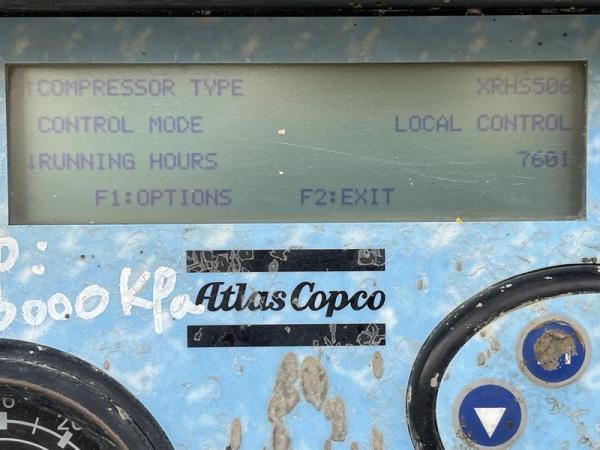 ↑COMPRESSOR TYPE XRHS506
CONTROL MODE LOCAL CONTROL
↓RUNNING HOURS 7601
F1:OPTIONS F2:EXIT
Atlas Copco